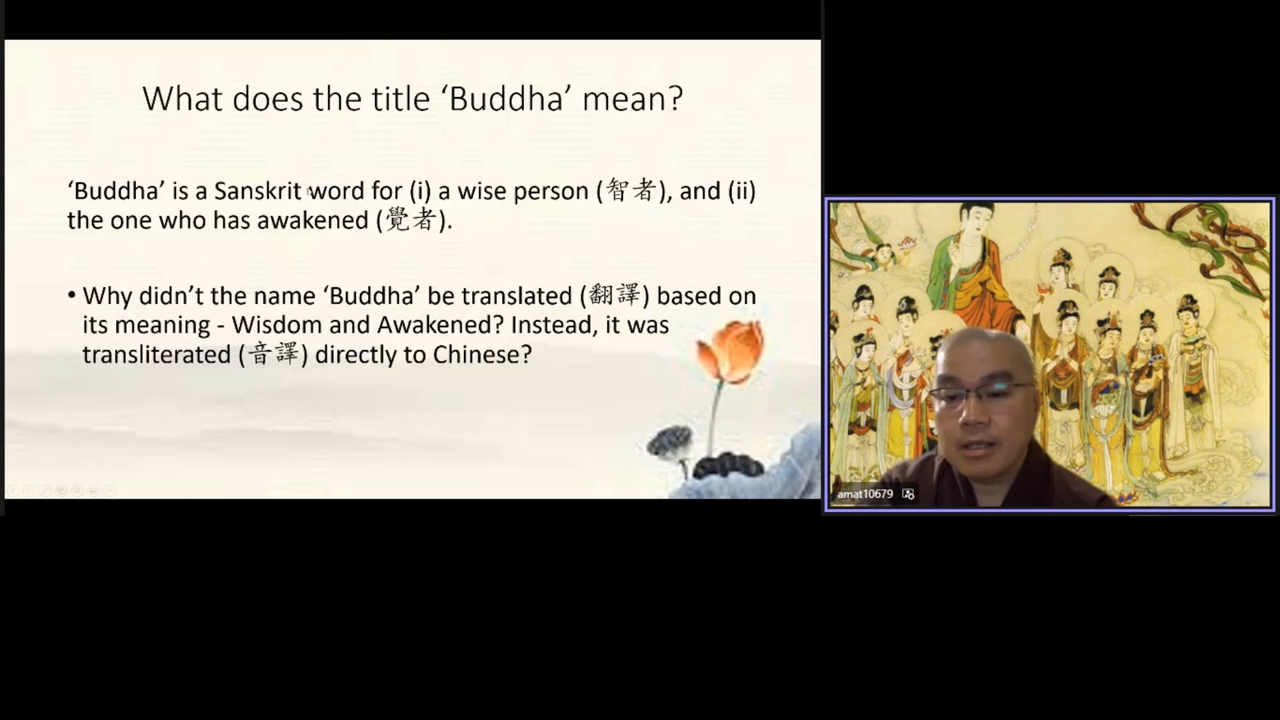 What does the title ‘Buddha’ mean?
‘Buddha’ is a Sanskrit word for (i) a wise person (智者), and (ii)
the one who has awakened (覺者).
• Why didn’t the name ‘Buddha’ be translated (翻譯) based on
its meaning - Wisdom and Awakened? Instead, it was
transliterated (音譯) directly to Chinese?
amat10679